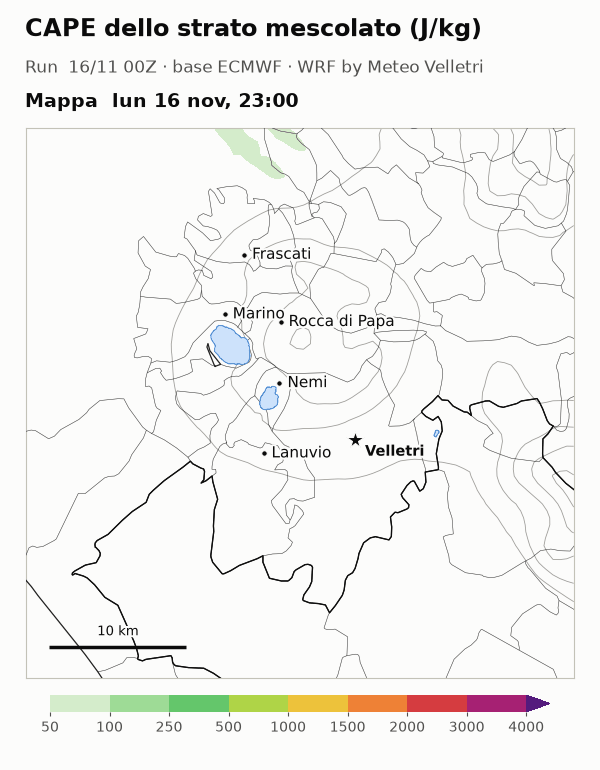 CAPE dello strato mescolato (J/kg)
Run 16/11 00Z · base ECMWF · WRF by Meteo Velletri
Mappa lun 16 nov, 23:00
Frascati
Marino
Rocca di Papa
Nemi
Velletri
Lanuvio
10 km
50 100 250 500 1000 1500 2000 3000 4000